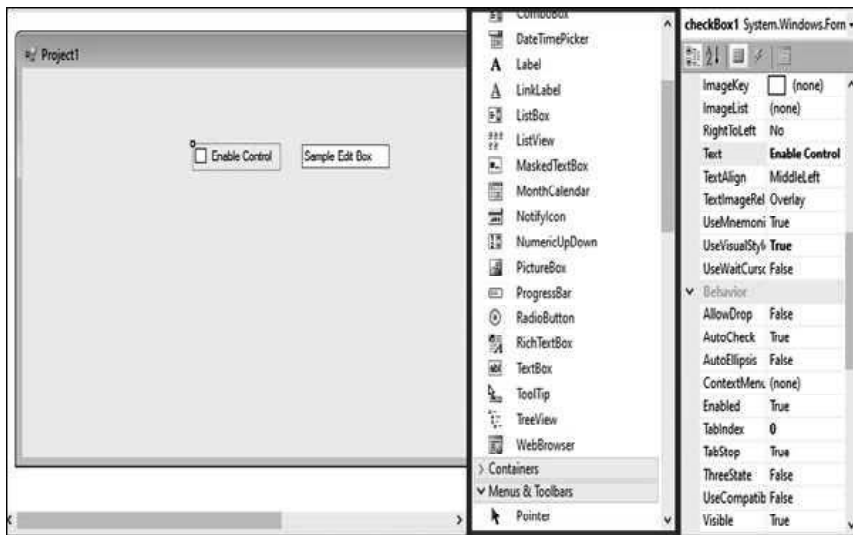 Project1
Enable Control
Sample Edit Box
ComboBox
DateTimePicker
Label
LinkLabel
ListBox
ListView
MaskedTextBox
MonthCalendar
NotifyIcon
NumericUpDown
PictureBox
ProgressBar
RadioButton
RichTextBox
TextBox
ToolTip
TreeView
WebBrowser
Containers
Menus & Toolbars
Pointer
checkBox1 System.Windows.Forn
ImageKey (none)
ImageList (none)
RightToLeft No
Text Enable Control
TextAlign MiddleLeft
TextImageRel Overlay
UseMnemoni True
UseVisualStyl True
UseWaitCursc False
Behavior
AllowDrop False
AutoCheck True
AutoEllipsis False
ContextMenu (none)
Enabled True
TabIndex 0
TabStop True
ThreeState False
UseCompatib False
Visible True